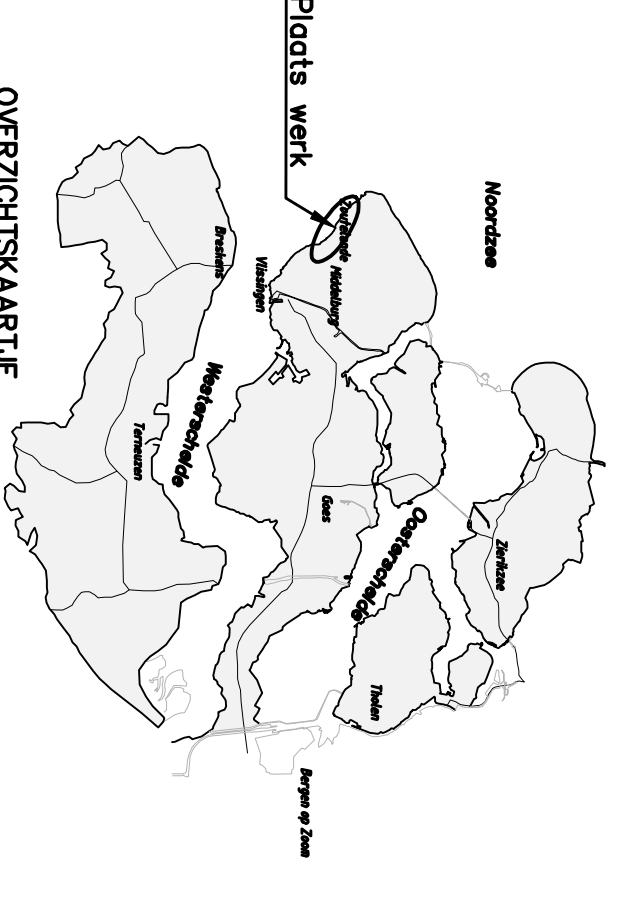 Plaats werk
Noordzee
Zoutelande
Middelburg
Breskens
Vlissingen
Westerschelde
Terneuzen
Goes
Oosterschelde
Zierikzee
Tholen
Bergen op Zoom
OVERZICHTSKAARTJE